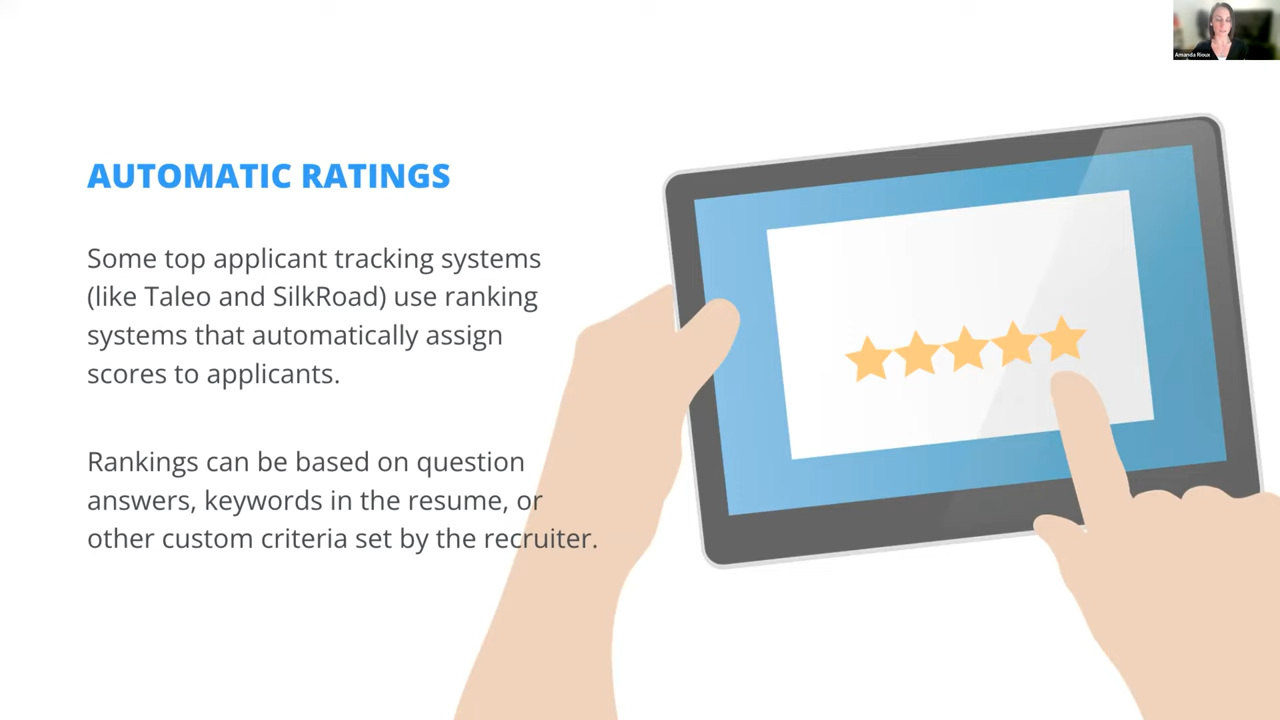 Amanda Rioux
AUTOMATIC RATINGS
Some top applicant tracking systems
(like Taleo and SilkRoad) use ranking
systems that automatically assign
scores to applicants.
Rankings can be based on question
answers, keywords in the resume, or
other custom criteria set by the recruiter.